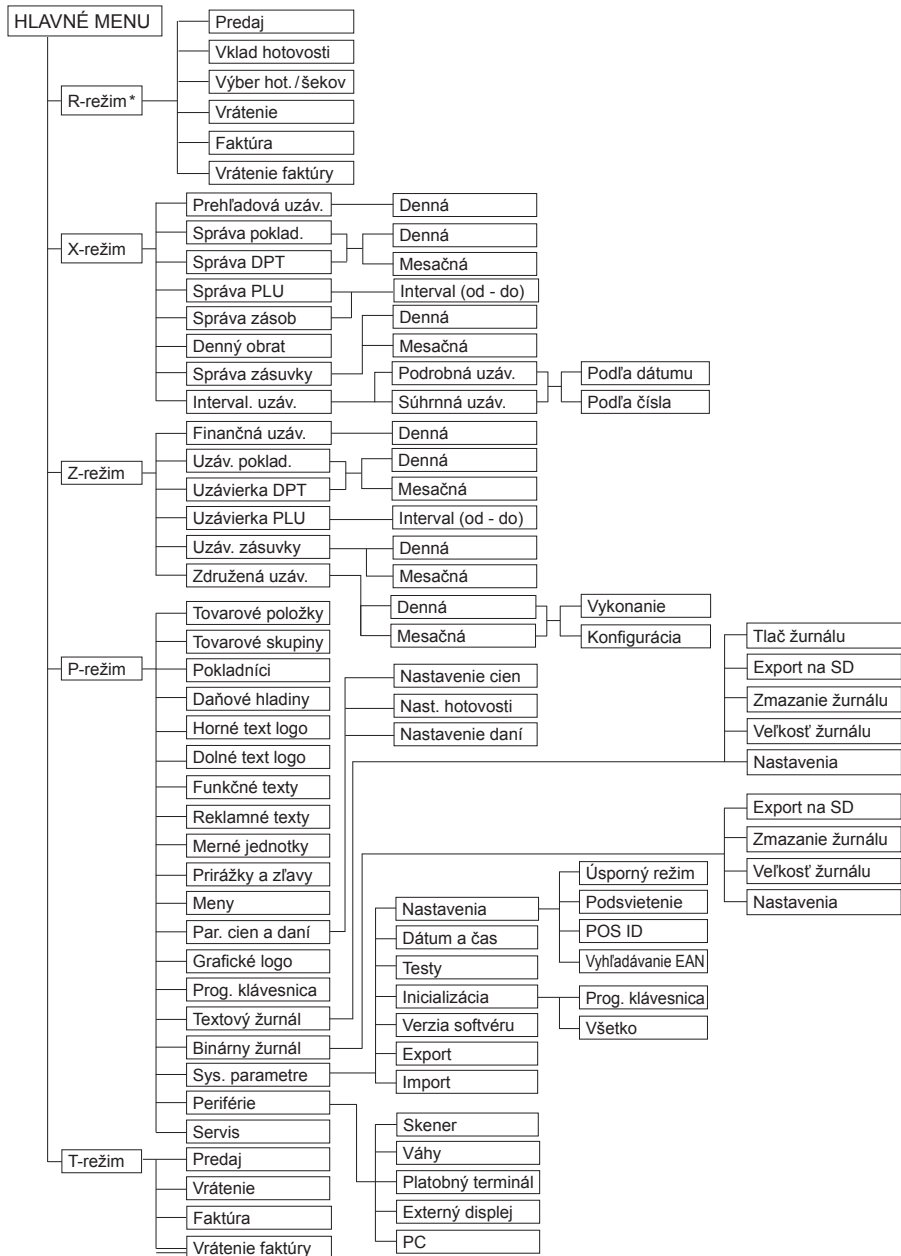 HLAVNÉ MENU
R-režim*
Predaj
Vklad hotovosti
Výber hot./šekov
Vrátenie
Faktúra
Vrátenie faktúry
X-režim
Prehľadová uzáv.
Denná
Správa poklad.
Správa DPT
Denná
Mesačná
Správa PLU
Správa zásob
Interval (od - do)
Denný obrat
Správa zásuvky
Denná
Mesačná
Interval. uzáv.
Podrobná uzáv.
Súhrnná uzáv.
Podľa dátumu
Podľa čísla
Z-režim
Finančná uzáv.
Denná
Uzáv. poklad.
Uzávierka DPT
Denná
Mesačná
Uzávierka PLU
Interval (od - do)
Uzáv. zásuvky
Denná
Mesačná
Združená uzáv.
Denná
Mesačná
Vykonanie
Konfigurácia
P-režim
Tovarové položky
Tovarové skupiny
Pokladníci
Daňové hladiny
Horné text logo
Dolné text logo
Funkčné texty
Reklamné texty
Merné jednotky
Prirážky a zľavy
Meny
Par. cien a daní
Nastavenie cien
Nast. hotovosti
Nastavenie daní
Grafické logo
Prog. klávesnica
Textový žurnál
Tlač žurnálu
Export na SD
Zmazanie žurnálu
Veľkosť žurnálu
Nastavenia
Binárny žurnál
Export na SD
Zmazanie žurnálu
Veľkosť žurnálu
Nastavenia
Sys. parametre
Nastavenia
Úsporný režim
Podsvietenie
POS ID
Vyhľadávanie EAN
Dátum a čas
Testy
Inicializácia
Prog. klávesnica
Všetko
Verzia softvéru
Export
Import
Periférie
Skener
Váhy
Platobný terminál
Externý displej
PC
Servis
T-režim
Predaj
Vrátenie
Faktúra
Vrátenie faktúry